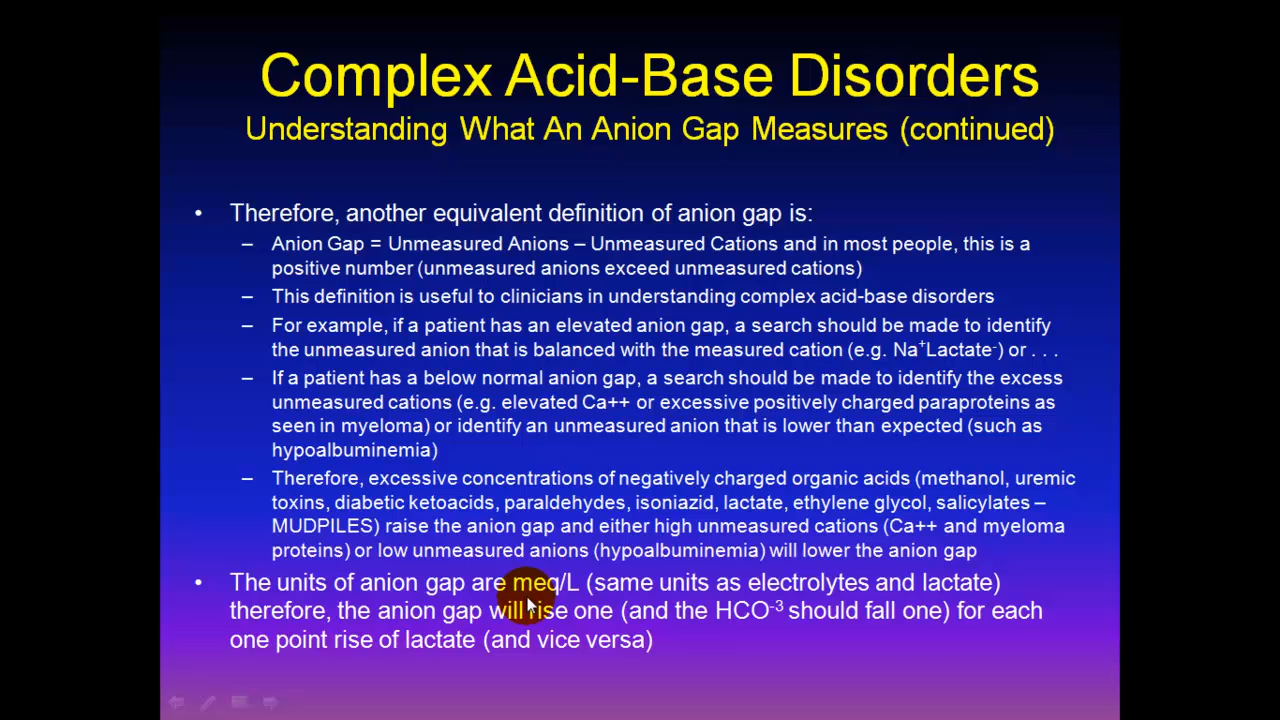 Complex Acid-Base Disorders
Understanding What An Anion Gap Measures (continued)
• Therefore, another equivalent definition of anion gap is:
– Anion Gap = Unmeasured Anions – Unmeasured Cations and in most people, this is a
positive number (unmeasured anions exceed unmeasured cations)
– This definition is useful to clinicians in understanding complex acid-base disorders
– For example, if a patient has an elevated anion gap, a search should be made to identify
the unmeasured anion that is balanced with the measured cation (e.g. Na⁺Lactate⁻) or . . .
– If a patient has a below normal anion gap, a search should be made to identify the excess
unmeasured cations (e.g. elevated Ca++ or excessive positively charged paraproteins as
seen in myeloma) or identify an unmeasured anion that is lower than expected (such as
hypoalbuminemia)
– Therefore, excessive concentrations of negatively charged organic acids (methanol, uremic
toxins, diabetic ketoacids, paraldehydes, isoniazid, lactate, ethylene glycol, salicylates –
MUDPILES) raise the anion gap and either high unmeasured cations (Ca++ and myeloma
proteins) or low unmeasured anions (hypoalbuminemia) will lower the anion gap
• The units of anion gap are meq/L (same units as electrolytes and lactate)
therefore, the anion gap will rise one (and the HCO⁻³ should fall one) for each
one point rise of lactate (and vice versa)